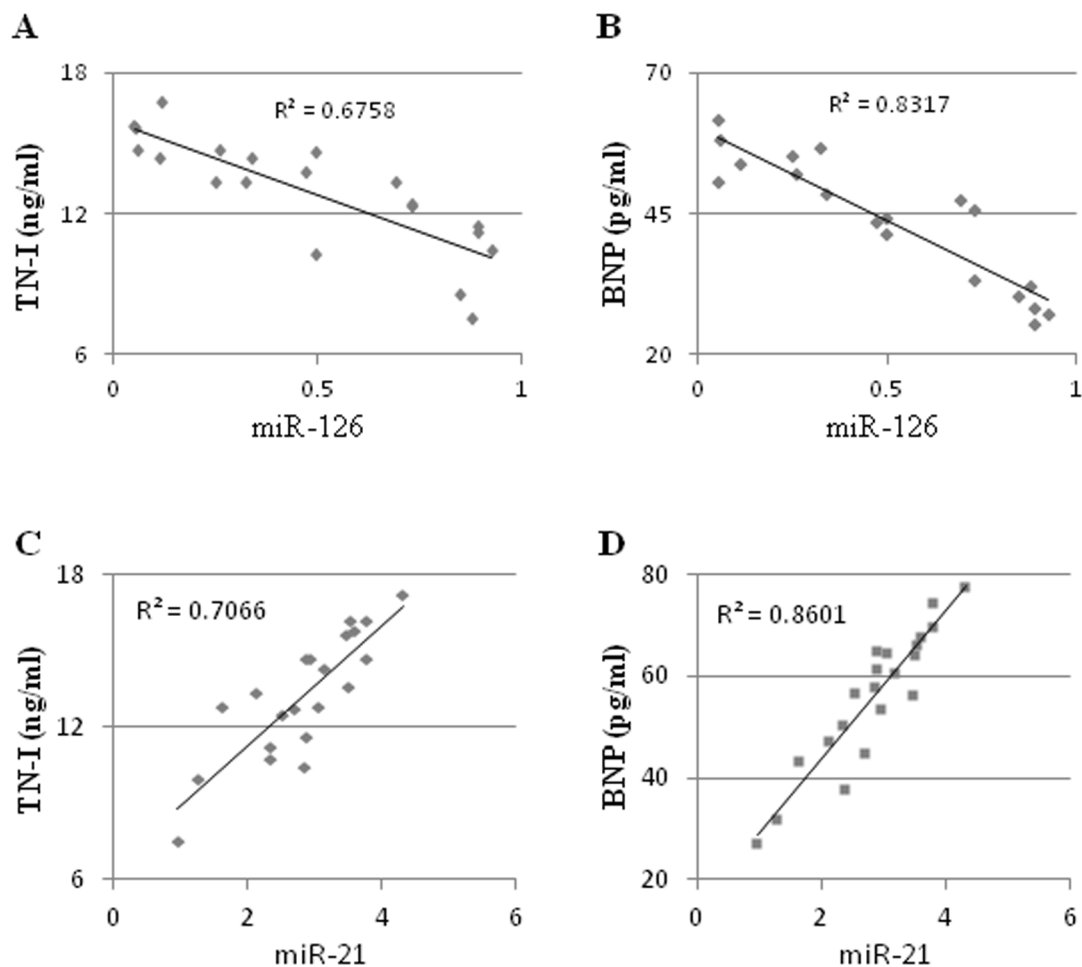 A
18
12
6
TN-I (ng/ml)
R² = 0.6758
0 0.5 1
miR-126
B
70
45
20
BNP (pg/ml)
R² = 0.8317
0 0.5 1
miR-126
C
18
12
6
TN-I (ng/ml)
R² = 0.7066
0 2 4 6
miR-21
D
80
60
40
20
BNP (pg/ml)
R² = 0.8601
0 2 4 6
miR-21